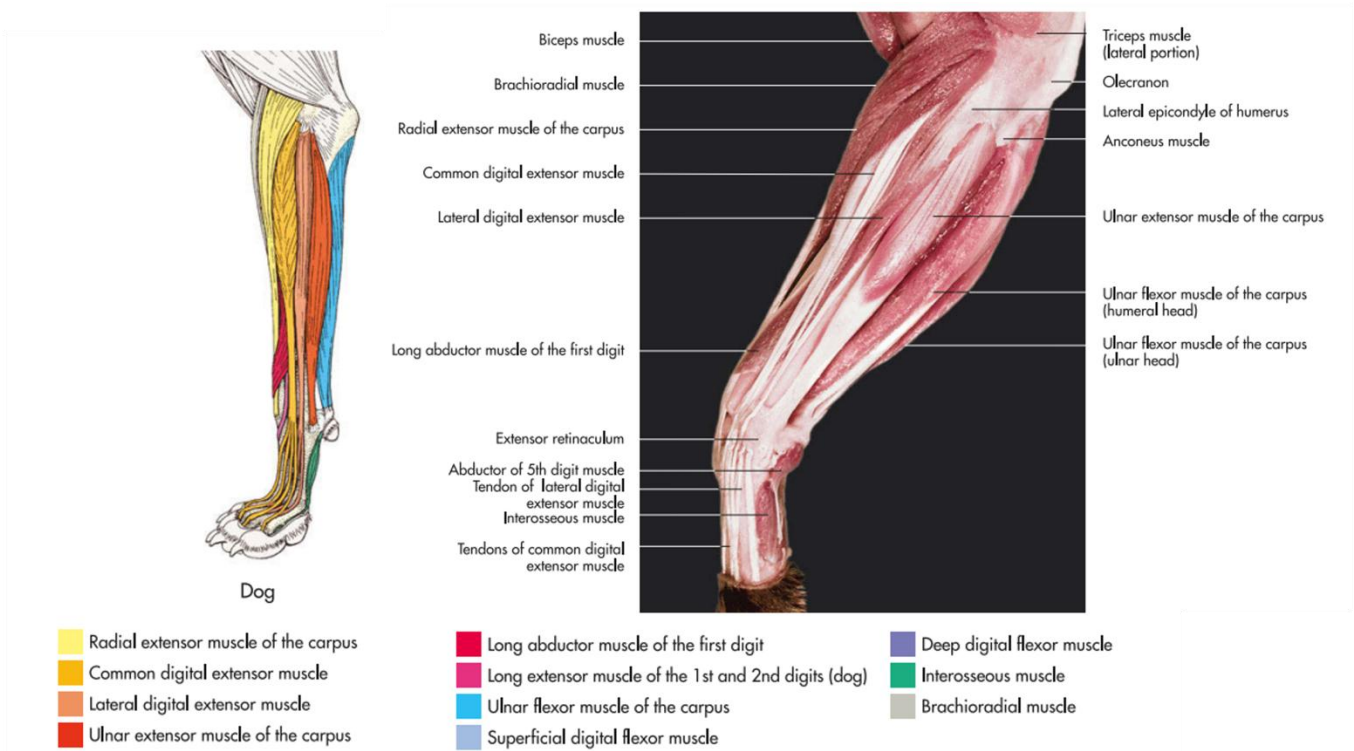 Biceps muscle
Brachioradial muscle
Radial extensor muscle of the carpus
Common digital extensor muscle
Lateral digital extensor muscle
Long abductor muscle of the first digit
Extensor retinaculum
Abductor of 5th digit muscle
Tendon of lateral digital
extensor muscle
Interosseous muscle
Tendons of common digital
extensor muscle
Triceps muscle
(lateral portion)
Olecranon
Lateral epicondyle of humerus
Anconeus muscle
Ulnar extensor muscle of the carpus
Ulnar flexor muscle of the carpus
(humeral head)
Ulnar flexor muscle of the carpus
(ulnar head)
Dog
Radial extensor muscle of the carpus
Common digital extensor muscle
Lateral digital extensor muscle
Ulnar extensor muscle of the carpus
Long abductor muscle of the first digit
Long extensor muscle of the 1st and 2nd digits (dog)
Ulnar flexor muscle of the carpus
Superficial digital flexor muscle
Deep digital flexor muscle
Interosseous muscle
Brachioradial muscle